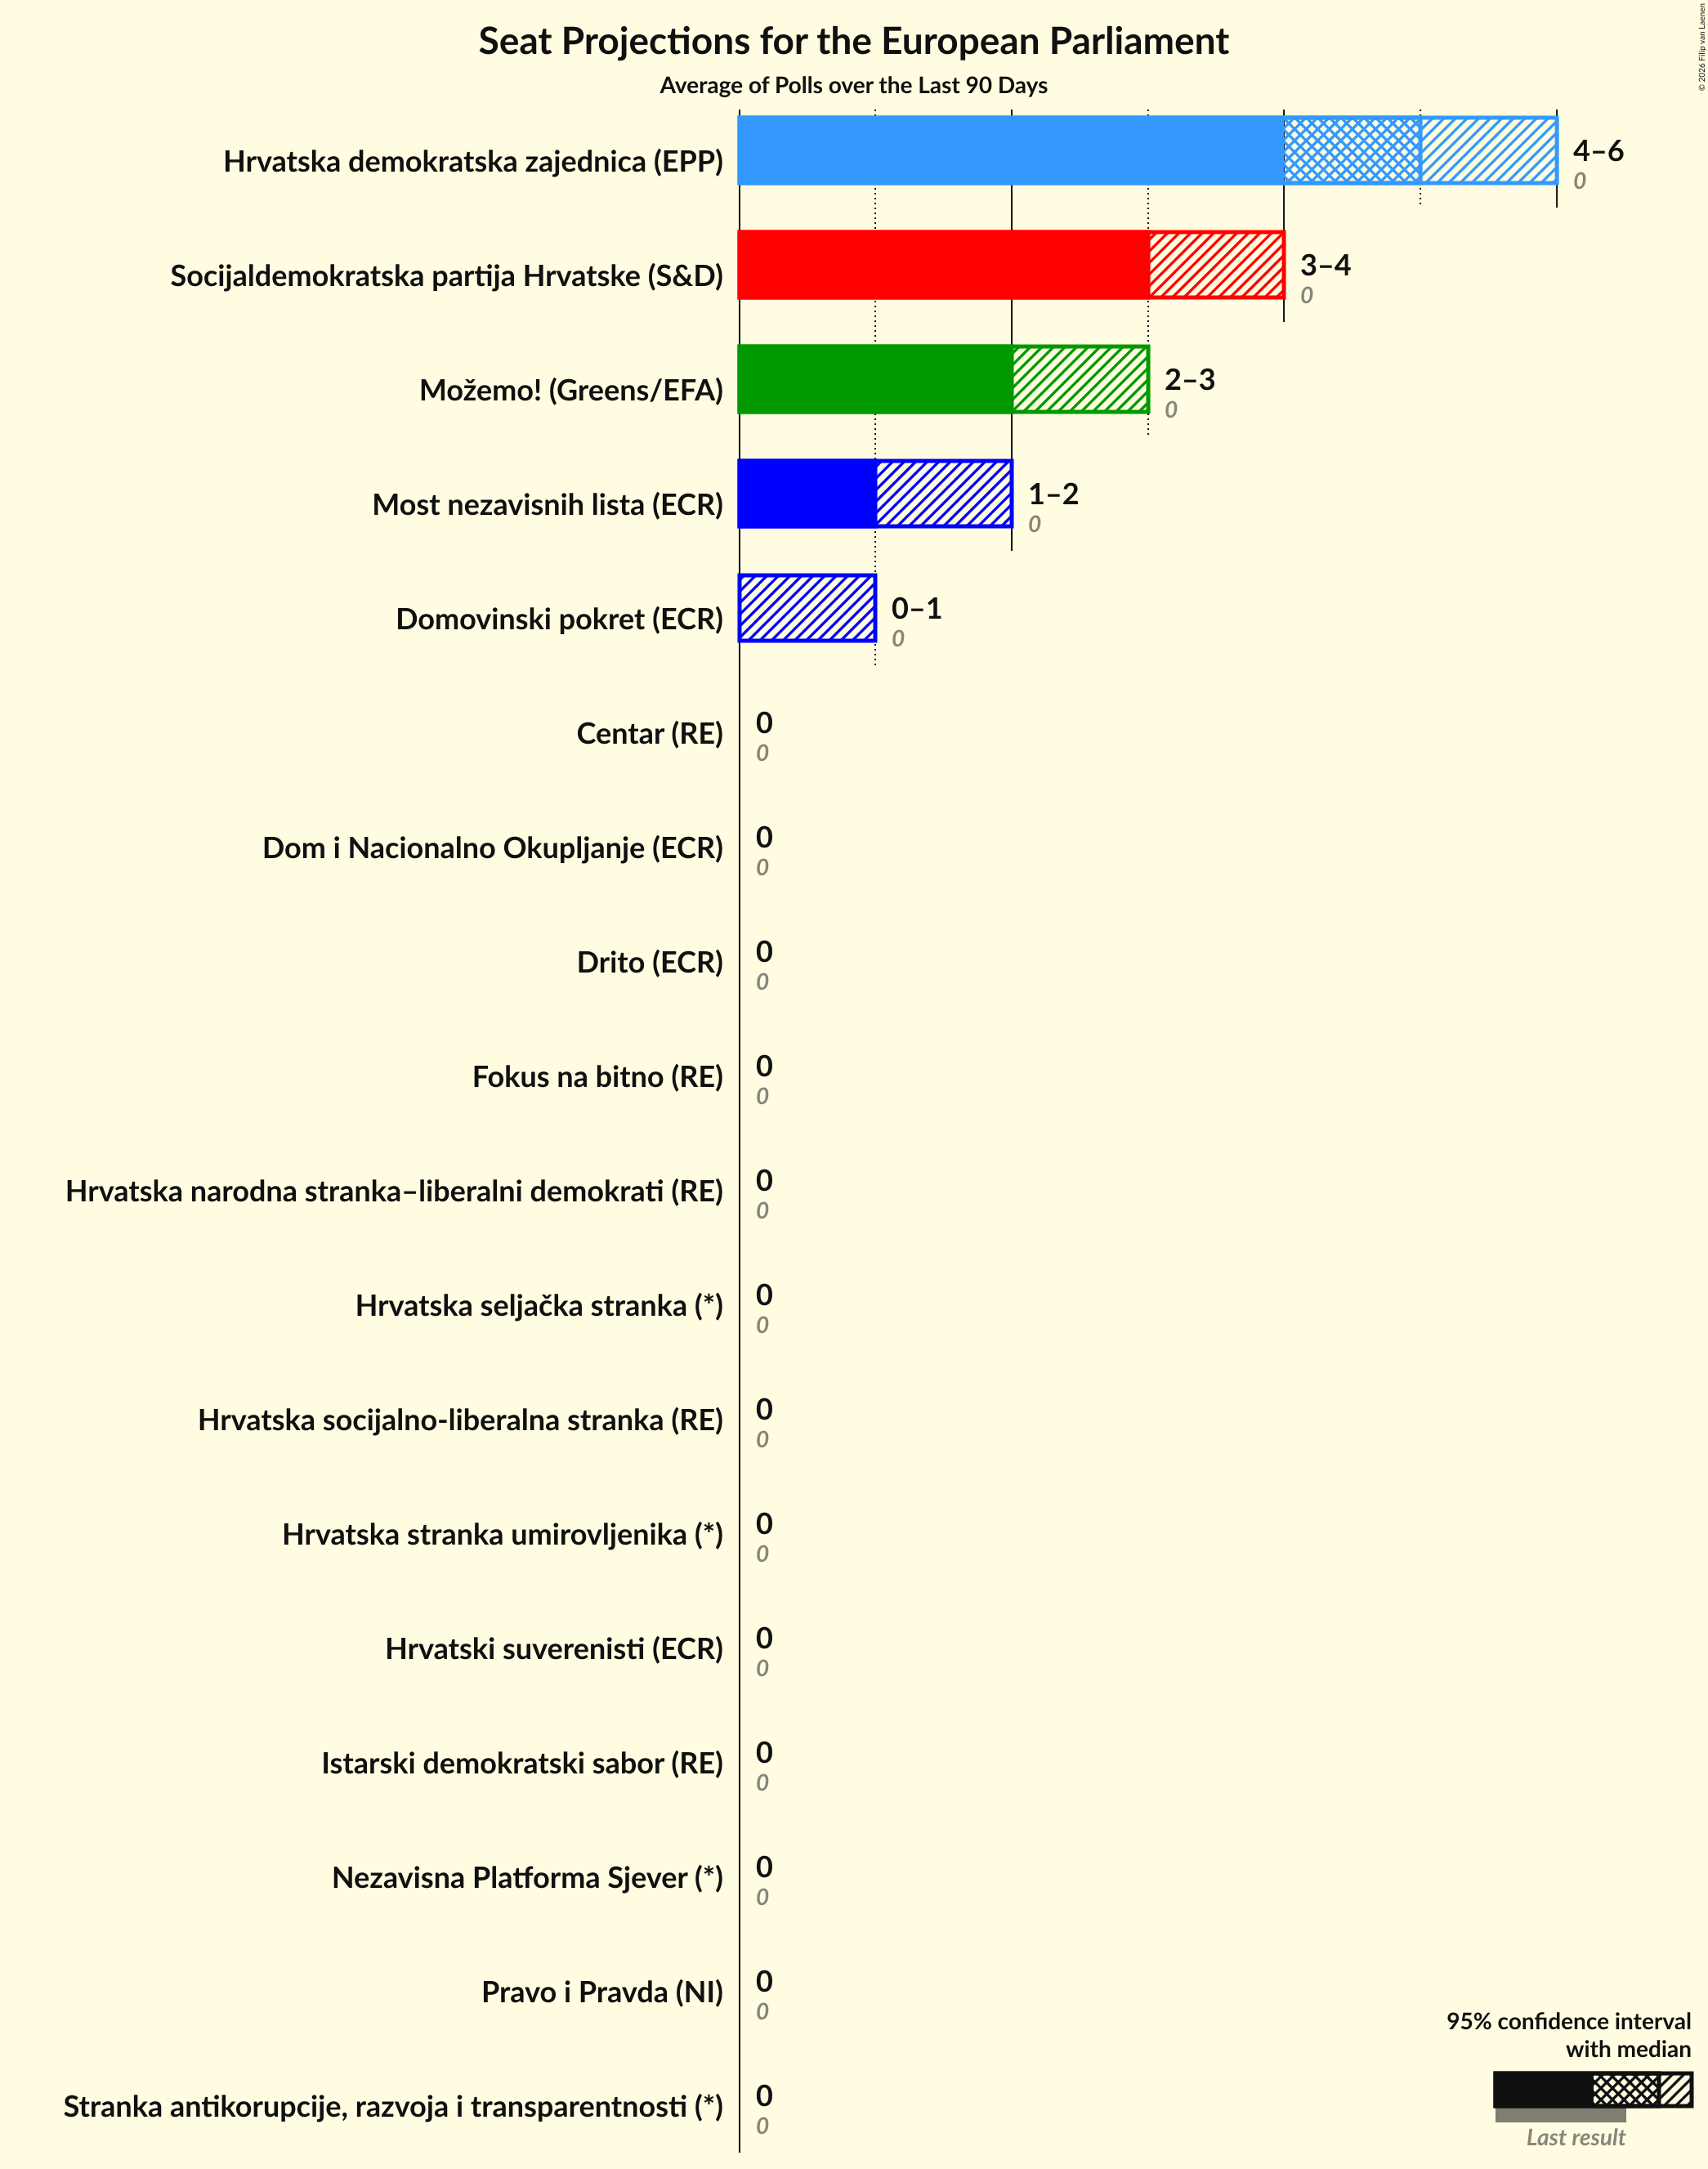 Seat Projections for the European Parliament
Average of Polls over the Last 90 Days
© 2026 Filip van Laenen
Hrvatska demokratska zajednica (EPP)
4–6
0
Socijaldemokratska partija Hrvatske (S&D)
3–4
0
Možemo! (Greens/EFA)
2–3
0
Most nezavisnih lista (ECR)
1–2
0
Domovinski pokret (ECR)
0–1
0
Centar (RE)
0
0
Dom i Nacionalno Okupljanje (ECR)
0
0
Drito (ECR)
0
0
Fokus na bitno (RE)
0
0
Hrvatska narodna stranka–liberalni demokrati (RE)
0
0
Hrvatska seljačka stranka (*)
0
0
Hrvatska socijalno-liberalna stranka (RE)
0
0
Hrvatska stranka umirovljenika (*)
0
0
Hrvatski suverenisti (ECR)
0
0
Istarski demokratski sabor (RE)
0
0
Nezavisna Platforma Sjever (*)
0
0
Pravo i Pravda (NI)
0
0
Stranka antikorupcije, razvoja i transparentnosti (*)
0
0
95% confidence interval
with median
Last result